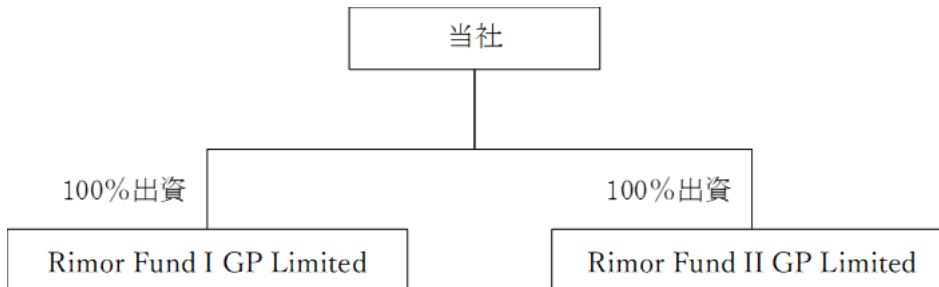 当社
100%出資
100%出資
Rimor Fund I GP Limited
Rimor Fund II GP Limited